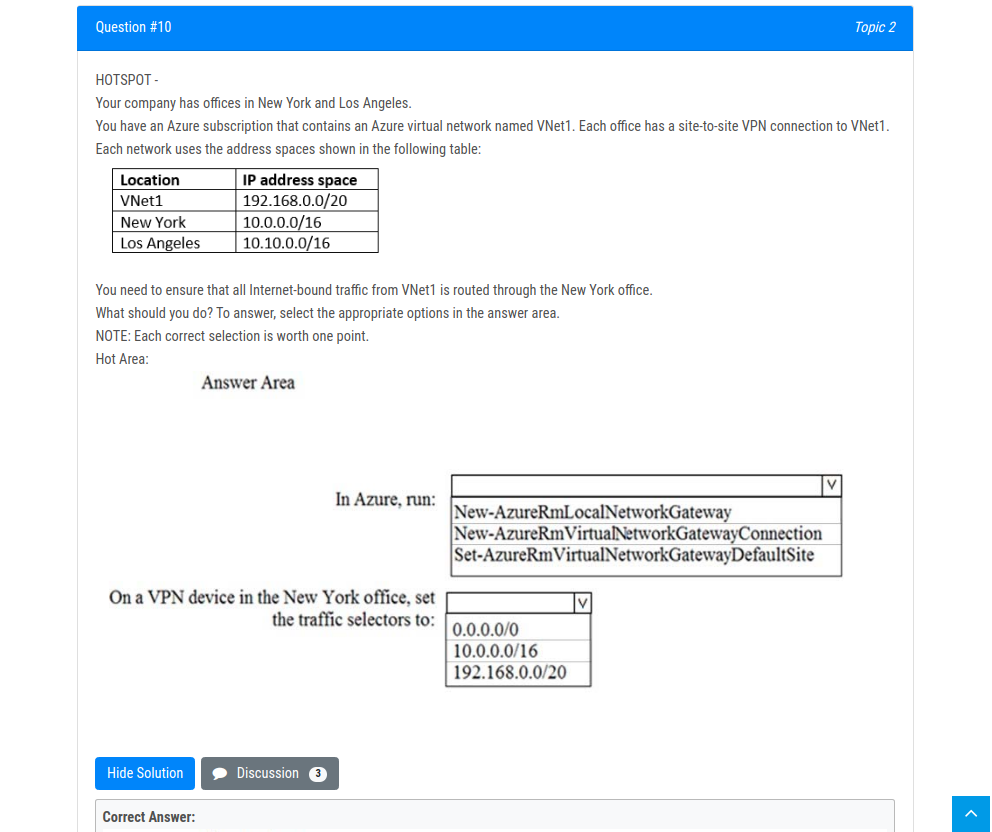 Question #10
Topic 2
HOTSPOT -
Your company has offices in New York and Los Angeles.
You have an Azure subscription that contains an Azure virtual network named VNet1. Each office has a site-to-site VPN connection to VNet1.
Each network uses the address spaces shown in the following table:
Location IP address space
VNet1 192.168.0.0/20
New York 10.0.0.0/16
Los Angeles 10.10.0.0/16
You need to ensure that all Internet-bound traffic from VNet1 is routed through the New York office.
What should you do? To answer, select the appropriate options in the answer area.
NOTE: Each correct selection is worth one point.
Hot Area:
Answer Area
In Azure, run:
New-AzureRmLocalNetworkGateway
New-AzureRmVirtualNetworkGatewayConnection
Set-AzureRmVirtualNetworkGatewayDefaultSite
On a VPN device in the New York office, set
the traffic selectors to:
0.0.0.0/0
10.0.0.0/16
192.168.0.0/20
Hide Solution
Discussion 3
Correct Answer: